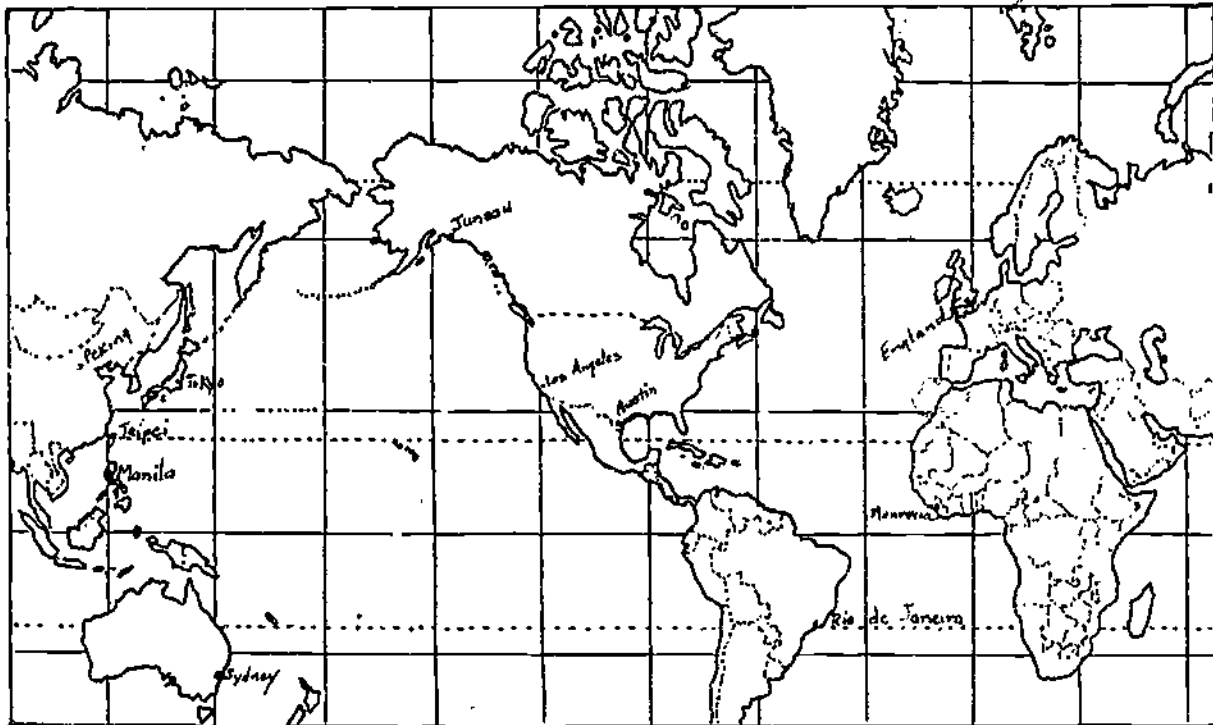 Juneau
England
Peking
Tokyo
Los Angeles
Austin
Taipei
Manila
Monrovia
Rio de Janeiro
Sydney